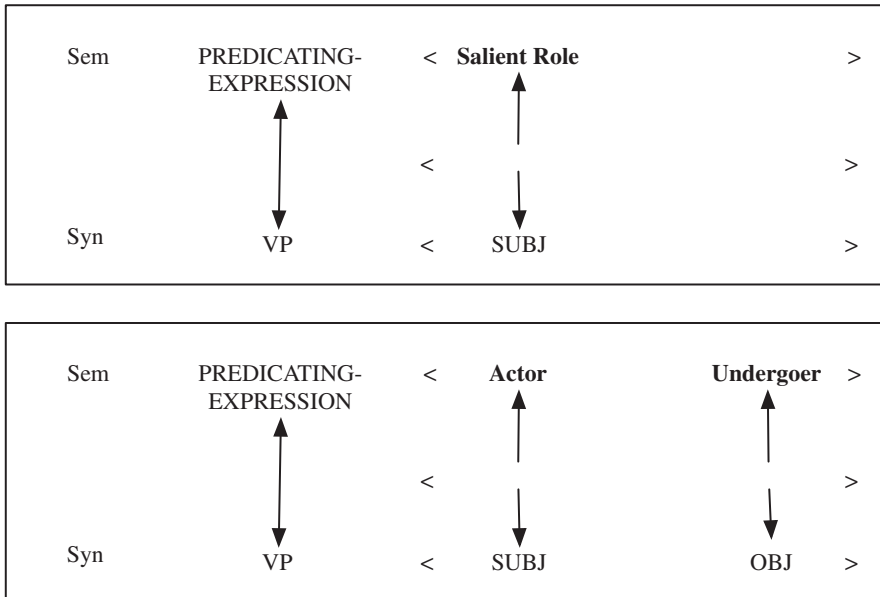 Sem PREDICATING- < Salient Role >
EXPRESSION
< >
Syn VP < SUBJ >
Sem PREDICATING- < Actor Undergoer >
EXPRESSION
< >
Syn VP < SUBJ OBJ >